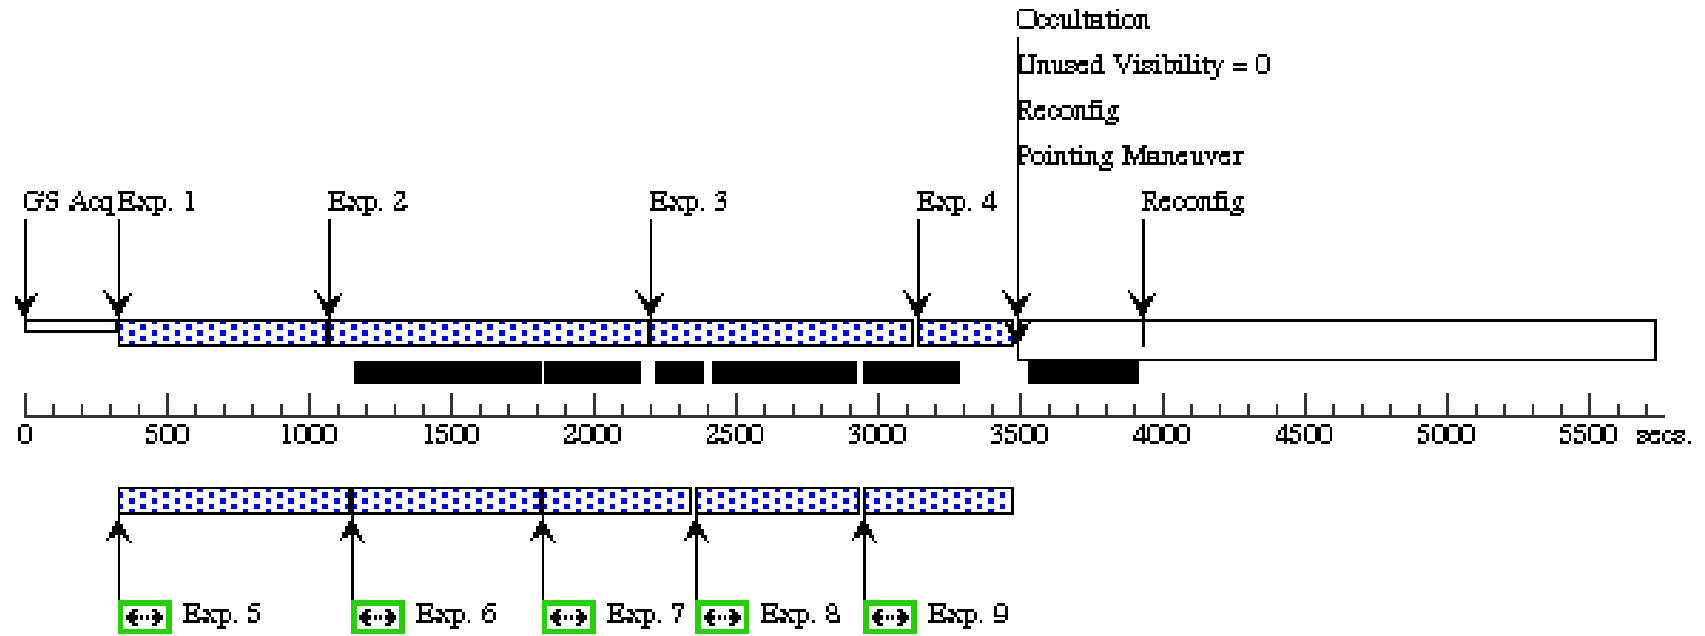 Occultation
Unused Visibility = 0
Reconfig
Pointing Maneuver
GS Acq Exp. 1 Exp. 2 Exp. 3 Exp. 4 Reconfig
0 500 1000 1500 2000 2500 3000 3500 4000 4500 5000 5500 secs.
Exp. 5 Exp. 6 Exp. 7 Exp. 8 Exp. 9